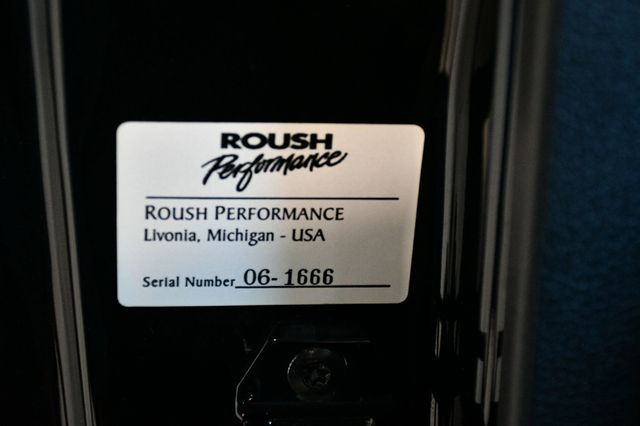 ROUSH
Performance
ROUSH PERFORMANCE
Livonia, Michigan - USA
Serial Number 06-1666